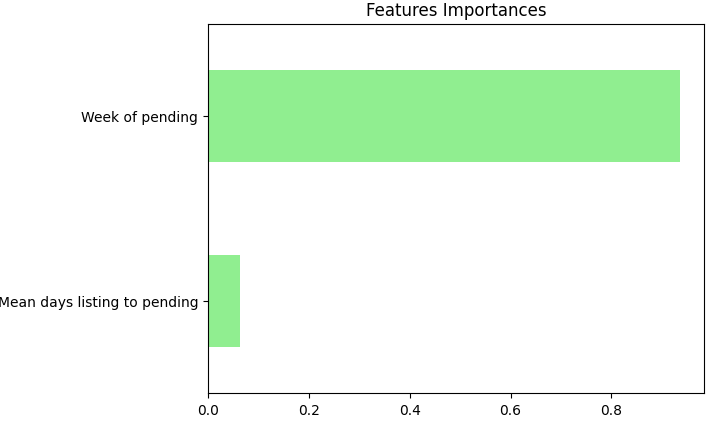 Features Importances
Week of pending
Mean days listing to pending
0.0 0.2 0.4 0.6 0.8